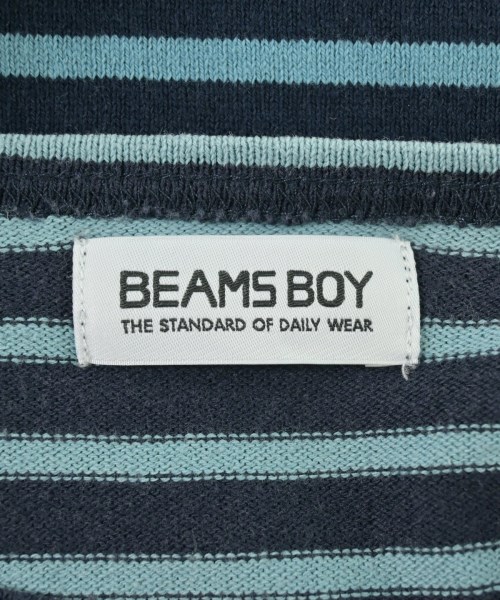 BEAMS BOY
THE STANDARD OF DAILY WEAR